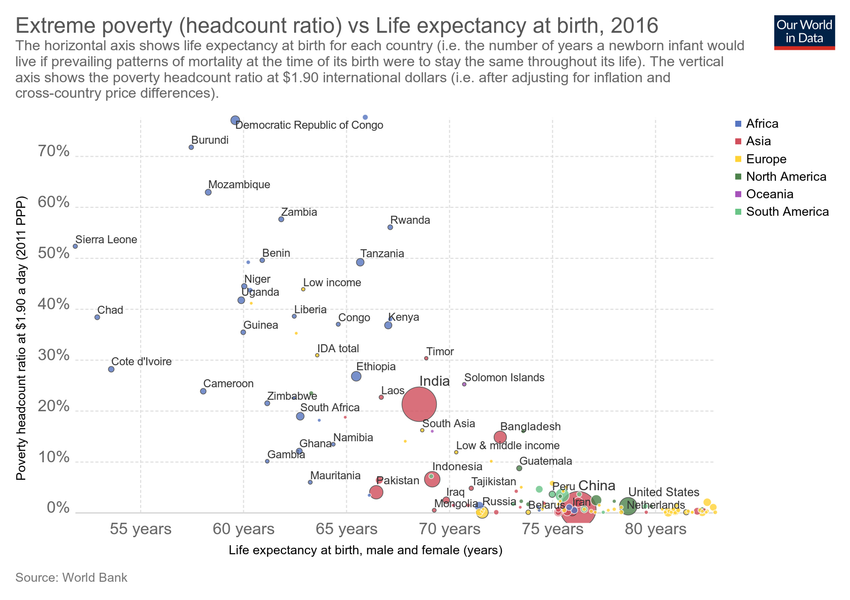 Extreme poverty (headcount ratio) vs Life expectancy at birth, 2016
Our World
in Data
The horizontal axis shows life expectancy at birth for each country (i.e. the number of years a newborn infant would
live if prevailing patterns of mortality at the time of its birth were to stay the same throughout its life). The vertical
axis shows the poverty headcount ratio at $1.90 international dollars (i.e. after adjusting for inflation and
cross-country price differences).
Africa
Asia
Europe
North America
Oceania
South America
Poverty headcount ratio at $1.90 a day (2011 PPP)
70%
60%
50%
40%
30%
20%
10%
0%
Democratic Republic of Congo
Burundi
Mozambique
Zambia
Rwanda
Sierra Leone
Benin
Tanzania
Niger
Low income
Uganda
Chad
Liberia
Congo
Kenya
Guinea
IDA total
Timor
Cote d'Ivoire
Ethiopia
Cameroon
India
Solomon Islands
Zimbabwe
Laos
South Africa
South Asia
Bangladesh
Ghana
Namibia
Low & middle income
Gambia
Indonesia
Guatemala
Mauritania
Pakistan
Tajikistan
Peru
China
Iraq
United States
Mongolia
Russia
Belarus
Iran
Netherlands
55 years
60 years
65 years
70 years
75 years
80 years
Life expectancy at birth, male and female (years)
Source: World Bank